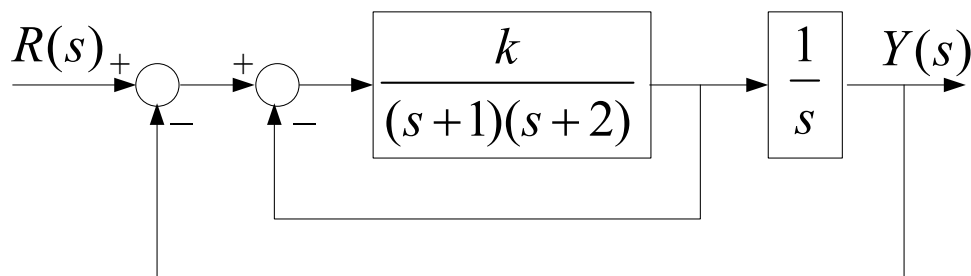 R(s) + − + −
k
(s+1)(s+2)
1
s
Y(s)